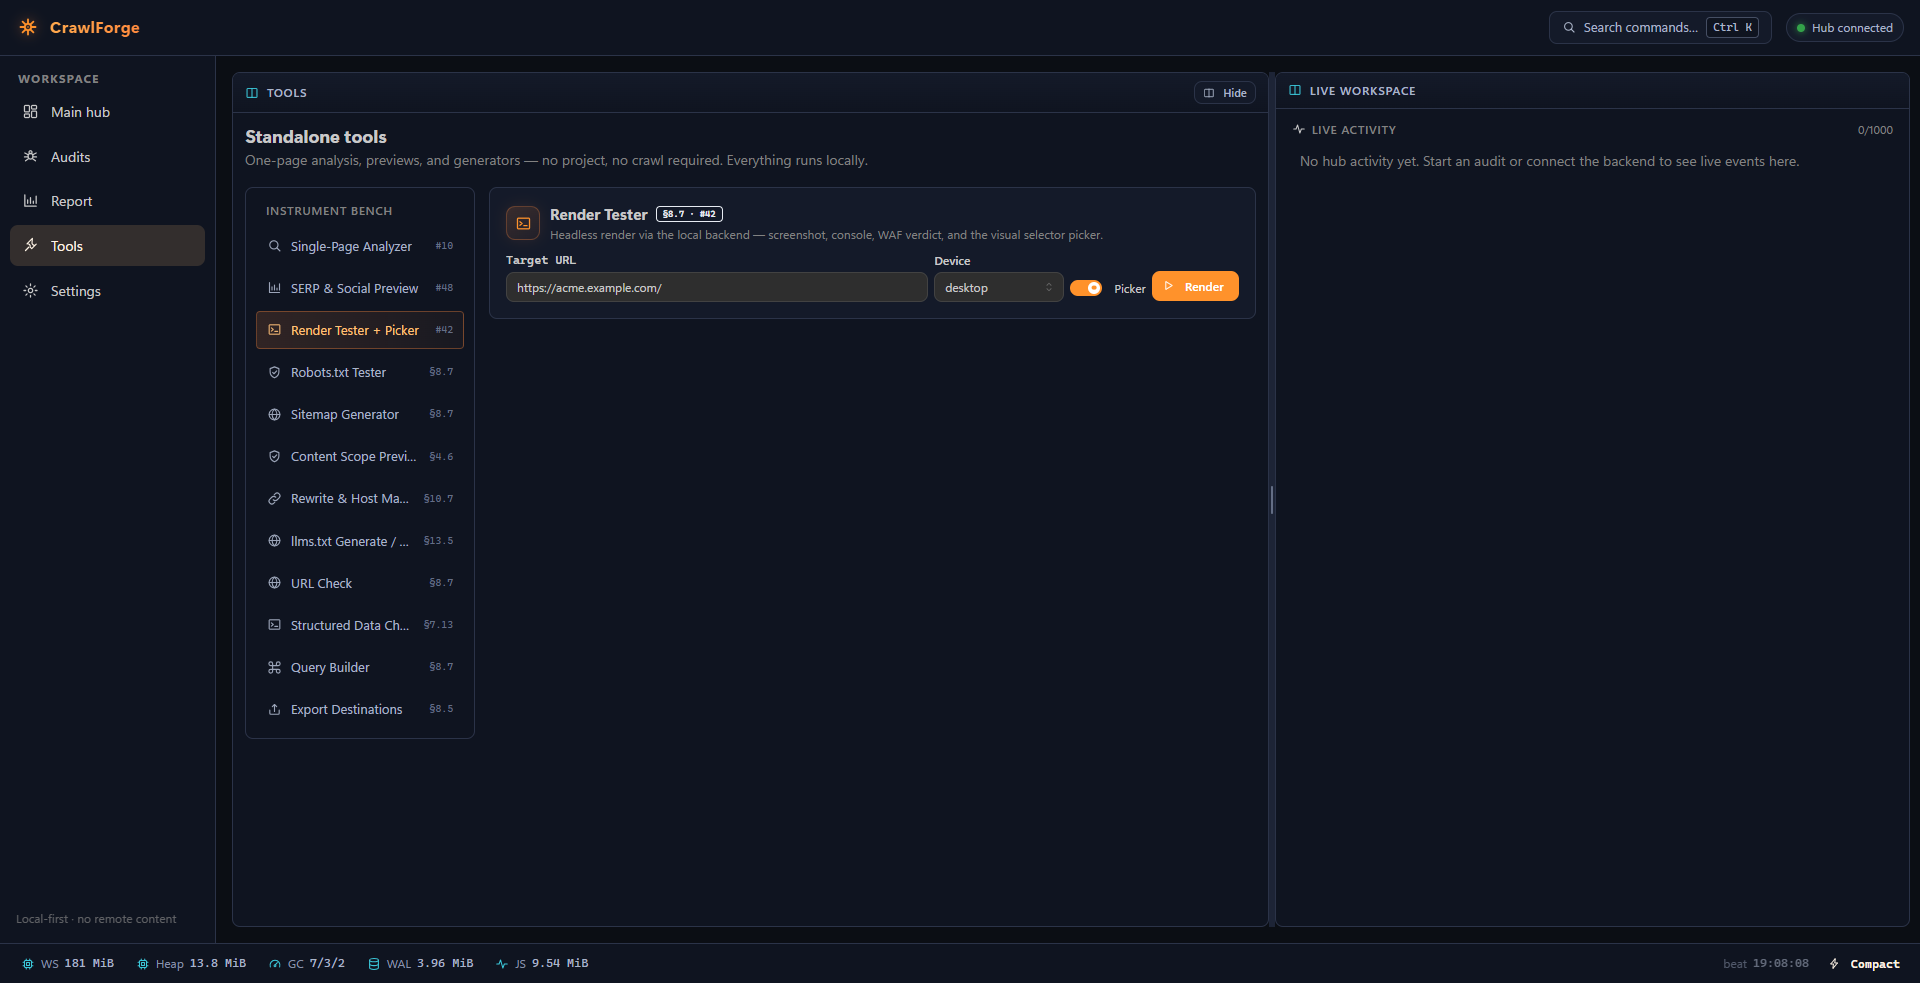 CrawlForge
Search commands... Ctrl K
Hub connected
WORKSPACE
Main hub
Audits
Report
Tools
Settings
Local-first · no remote content
TOOLS
Hide
Standalone tools
One-page analysis, previews, and generators — no project, no crawl required. Everything runs locally.
INSTRUMENT BENCH
Single-Page Analyzer #10
SERP & Social Preview #48
Render Tester + Picker #42
Robots.txt Tester §8.7
Sitemap Generator §8.7
Content Scope Previ... §4.6
Rewrite & Host Ma... §10.7
llms.txt Generate / ... §13.5
URL Check §8.7
Structured Data Ch... §7.13
Query Builder §8.7
Export Destinations §8.5
Render Tester §8.7 · #42
Headless render via the local backend — screenshot, console, WAF verdict, and the visual selector picker.
Target URL
https://acme.example.com/
Device
desktop
Picker
Render
LIVE WORKSPACE
LIVE ACTIVITY 0/1000
No hub activity yet. Start an audit or connect the backend to see live events here.
WS 181 MiB
Heap 13.8 MiB
GC 7/3/2
WAL 3.96 MiB
JS 9.54 MiB
beat 19:08:08
Compact